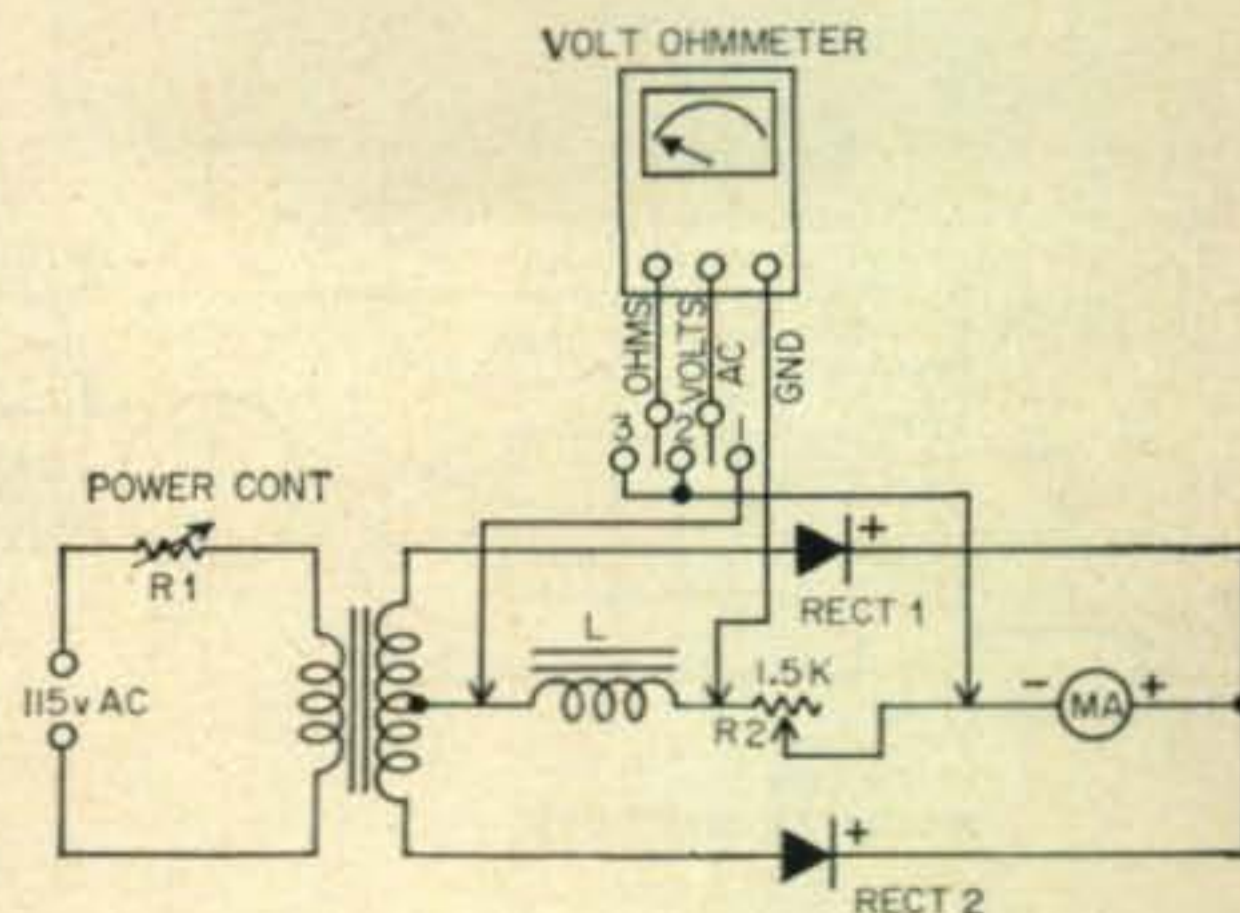 VOLT OHMMETER
OHMS
VOLTS
AC
GND
3
2
1
POWER CONT
R1
115v AC
+
RECT 1
L
1.5K
R2
-
MA
+
+
RECT 2